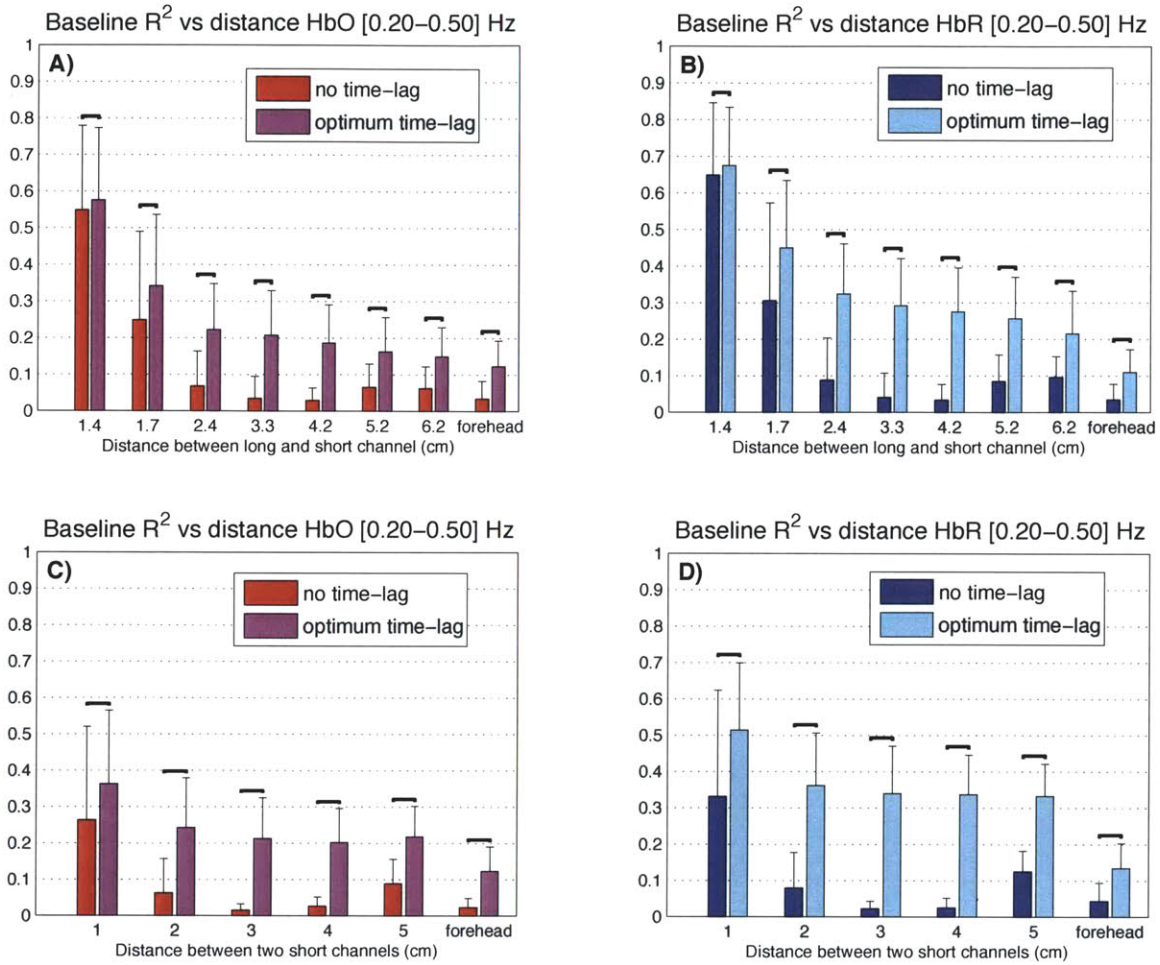 Baseline R² vs distance HbO [0.20–0.50] Hz
A)
no time-lag
optimum time-lag
1
0.9
0.8
0.7
0.6
0.5
0.4
0.3
0.2
0.1
0
1.4 1.7 2.4 3.3 4.2 5.2 6.2 forehead
Distance between long and short channel (cm)
Baseline R² vs distance HbR [0.20–0.50] Hz
B)
no time-lag
optimum time-lag
1
0.9
0.8
0.7
0.6
0.5
0.4
0.3
0.2
0.1
0
1.4 1.7 2.4 3.3 4.2 5.2 6.2 forehead
Distance between long and short channel (cm)
Baseline R² vs distance HbO [0.20–0.50] Hz
C)
no time-lag
optimum time-lag
1
0.9
0.8
0.7
0.6
0.5
0.4
0.3
0.2
0.1
0
1 2 3 4 5 forehead
Distance between two short channels (cm)
Baseline R² vs distance HbR [0.20–0.50] Hz
D)
no time-lag
optimum time-lag
1
0.9
0.8
0.7
0.6
0.5
0.4
0.3
0.2
0.1
0
1 2 3 4 5 forehead
Distance between two short channels (cm)